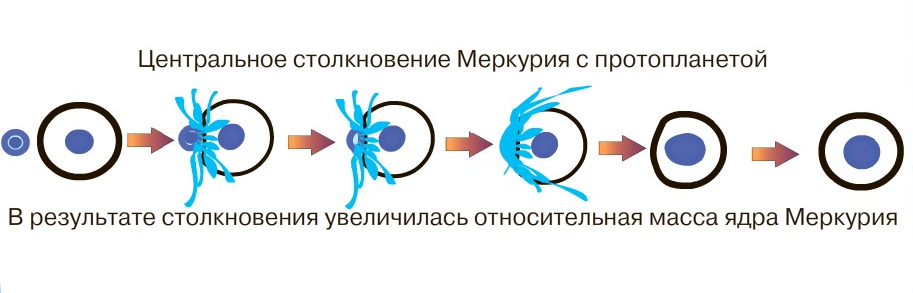 Центральное столкновение Меркурия с протопланетой
В результате столкновения увеличилась относительная масса ядра Меркурия